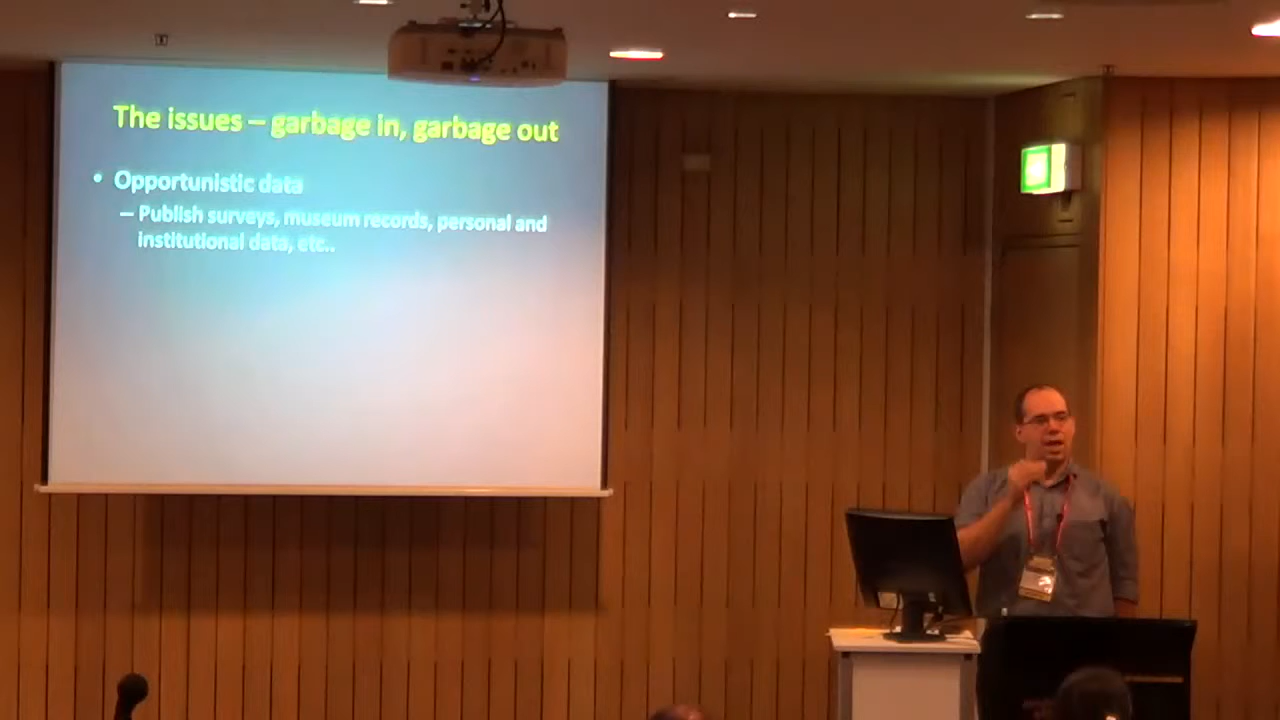 The issues – garbage in, garbage out
• Opportunistic data
– Publish surveys, museum records, personal and
institutional data, etc..